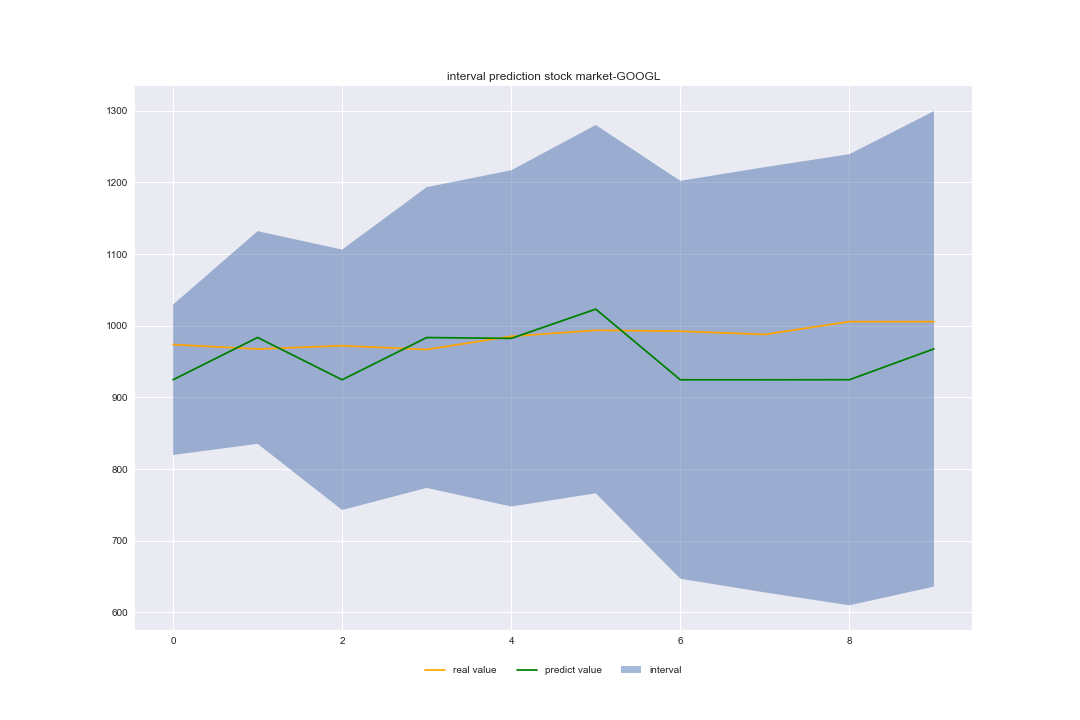 interval prediction stock market-GOOGL
1300
1200
1100
1000
900
800
700
600
0 2 4 6 8
real value predict value interval